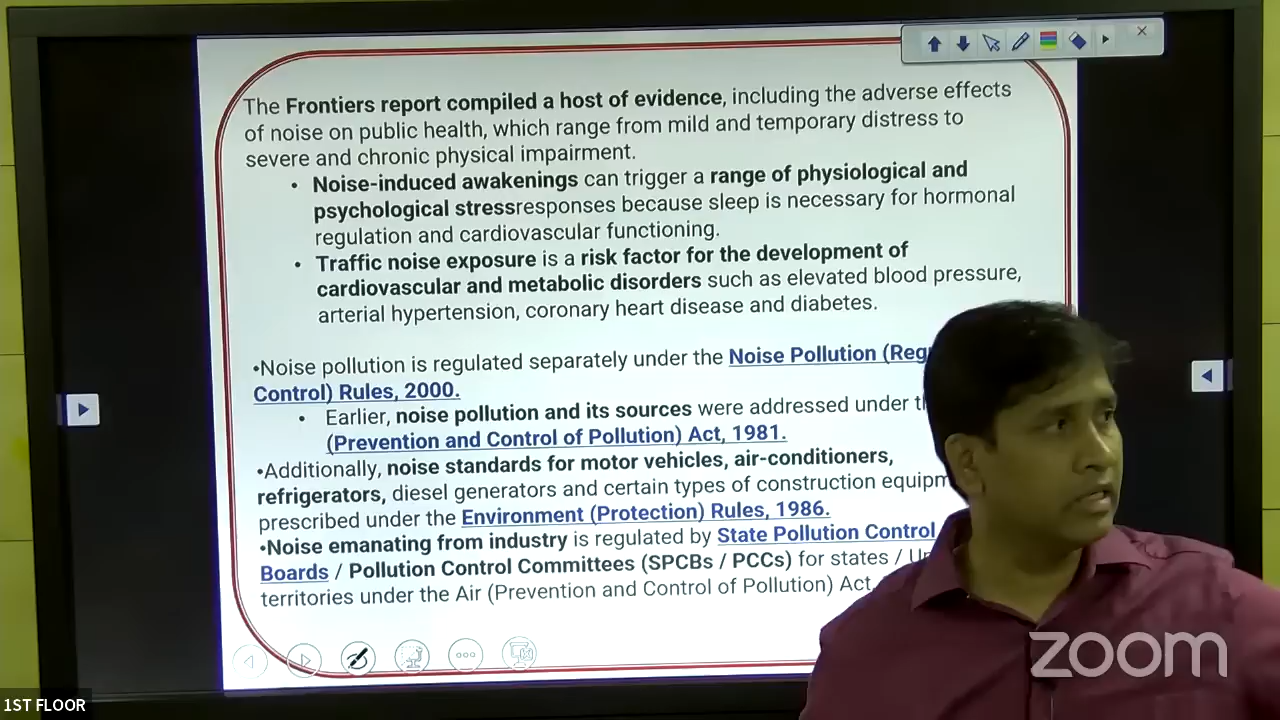 The Frontiers report compiled a host of evidence, including the adverse effects
of noise on public health, which range from mild and temporary distress to
severe and chronic physical impairment.
• Noise-induced awakenings can trigger a range of physiological and
psychological stressresponses because sleep is necessary for hormonal
regulation and cardiovascular functioning.
• Traffic noise exposure is a risk factor for the development of
cardiovascular and metabolic disorders such as elevated blood pressure,
arterial hypertension, coronary heart disease and diabetes.
•Noise pollution is regulated separately under the Noise Pollution
Control) Rules, 2000.
• Earlier, noise pollution and its sources were addressed under
(Prevention and Control of Pollution) Act, 1981.
•Additionally, noise standards for motor vehicles, air-conditioners,
refrigerators, diesel generators and certain types of construction
prescribed under the Environment (Protection) Rules, 1986.
•Noise emanating from industry is regulated by State Pollution Control
Boards / Pollution Control Committees (SPCBs / PCCs) for states /
territories under the Air (Prevention and Control of Pollution) Act,
zoom
1ST FLOOR